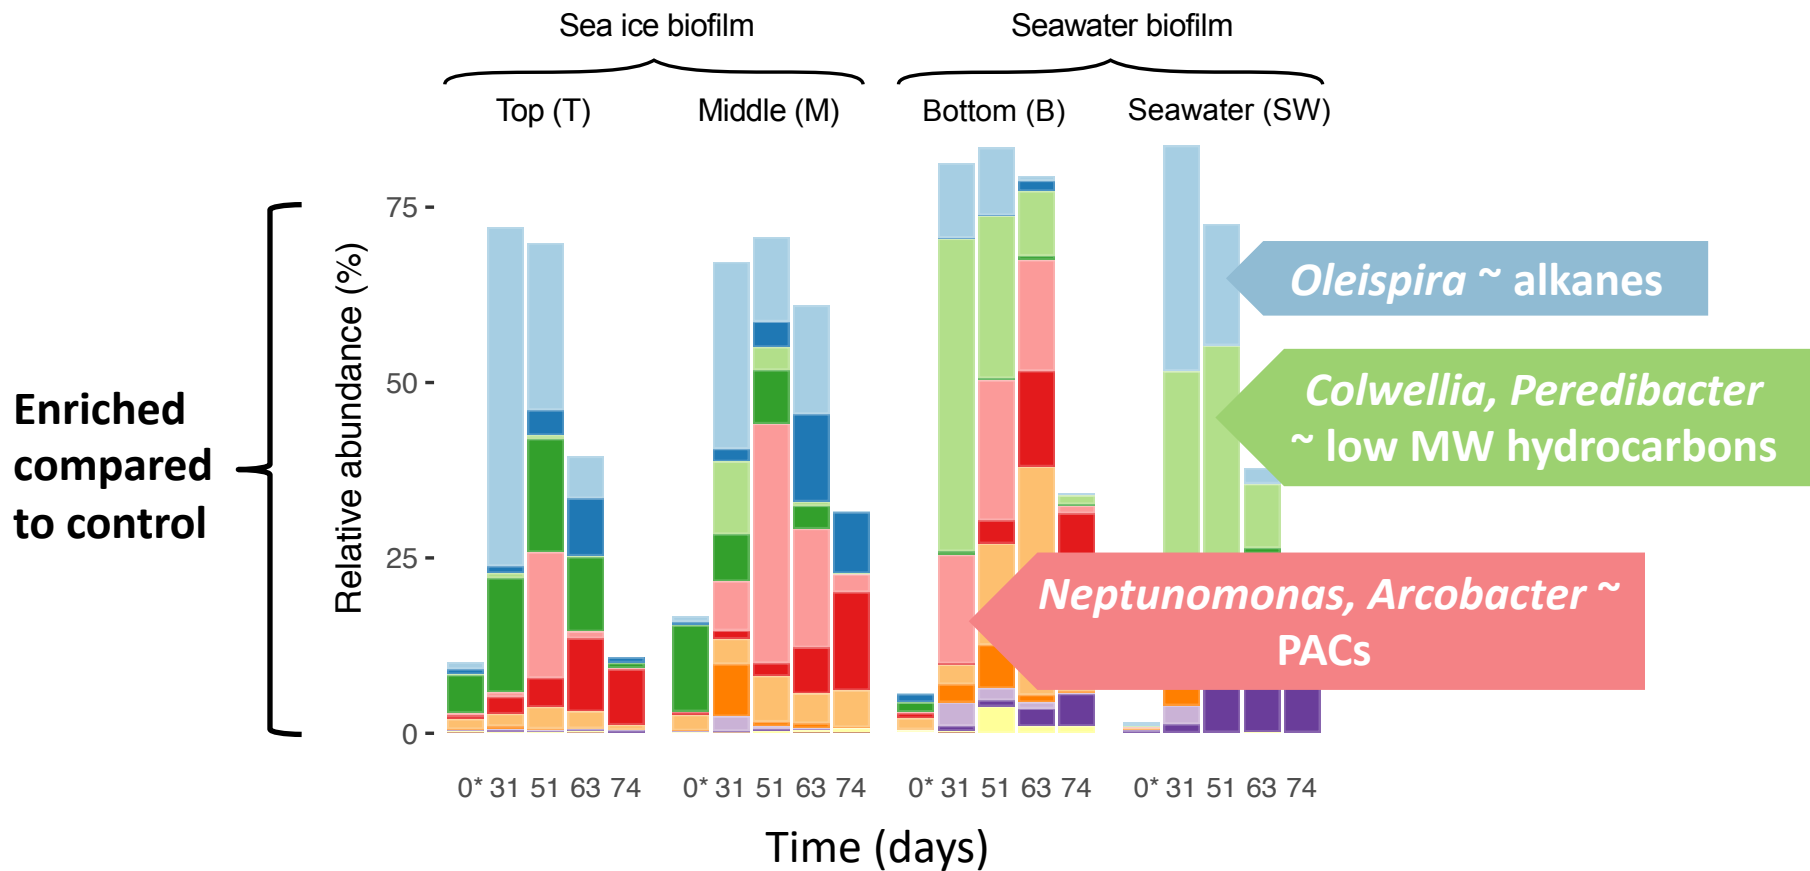 Sea ice biofilm
Seawater biofilm
Top (T)
Middle (M)
Bottom (B)
Seawater (SW)
Enriched
compared
to control
Relative abundance (%)
75
50
25
0
Oleispira ~ alkanes
Colwellia, Peredibacter
~ low MW hydrocarbons
Neptunomonas, Arcobacter ~
PACs
0* 31 51 63 74
0* 31 51 63 74
0* 31 51 63 74
0* 31 51 63 74
Time (days)